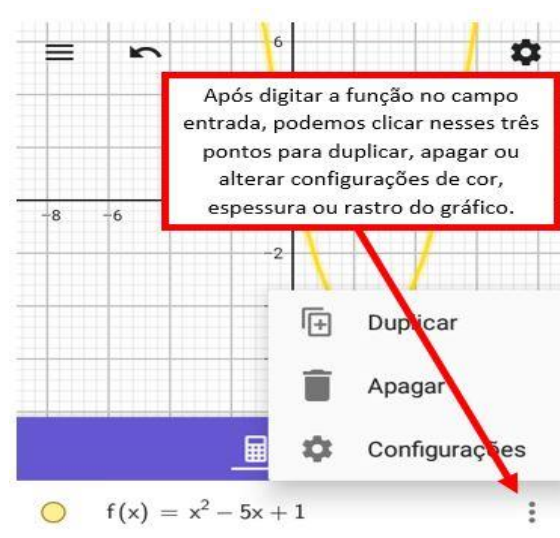 6
Após digitar a função no campo
entrada, podemos clicar nesses três
pontos para duplicar, apagar ou
alterar configurações de cor,
espessura ou rastro do gráfico.
−8 −6
−2
Duplicar
Apagar
Configurações
f(x) = x² − 5x + 1